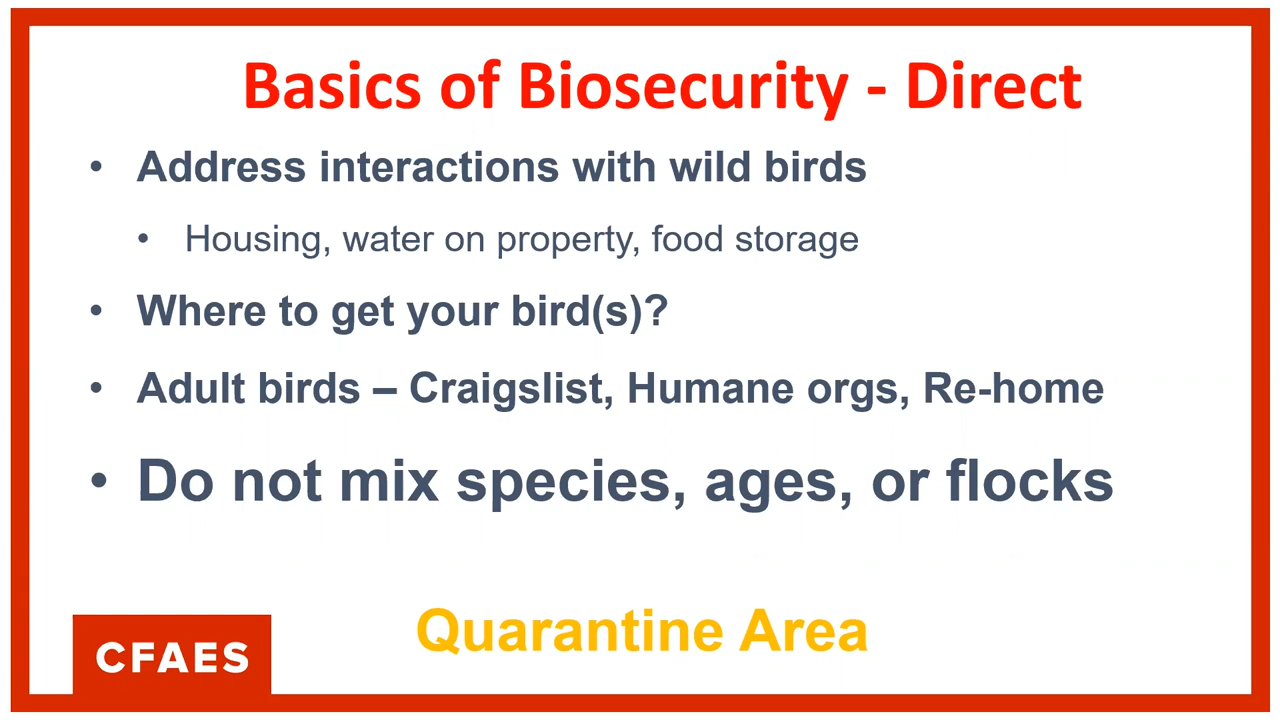 Basics of Biosecurity - Direct
• Address interactions with wild birds
• Housing, water on property, food storage
• Where to get your bird(s)?
• Adult birds – Craigslist, Humane orgs, Re-home
• Do not mix species, ages, or flocks
Quarantine Area
CFAES